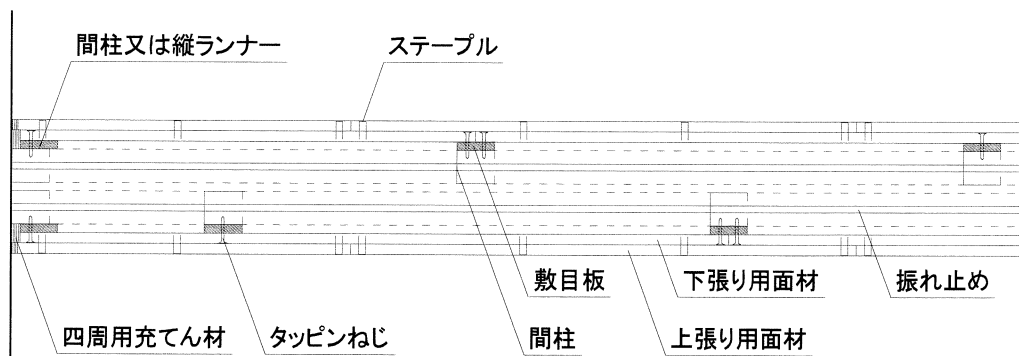 間柱又は縦ランナー
ステープル
敷目板
下張り用面材
振れ止め
四周用充てん材
タッピンねじ
間柱
上張り用面材